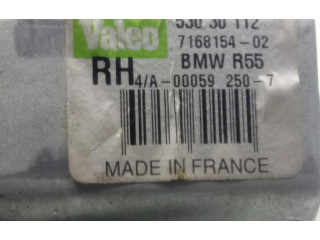 Valeo 530 30 112
7168154-02
RH BMW R55
4/A-00059 250-7
MADE IN FRANCE